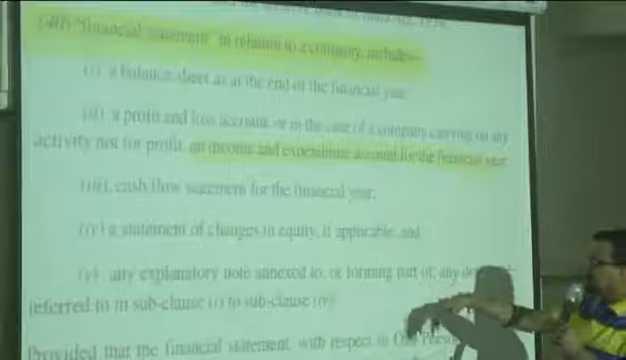 (40) "financial statement" in relation to a company, includes—
(i) a balance sheet as at the end of the financial year;
(ii) a profit and loss account, or in the case of a company carrying on any
activity not for profit, an income and expenditure account for the financial year;
(iii) cash flow statement for the financial year;
(iv) a statement of changes in equity, if applicable; and
(v) any explanatory note annexed to, or forming part of, any
referred to in sub-clause (i) to sub-clause (iv):
Provided that the financial statement, with respect to One Person